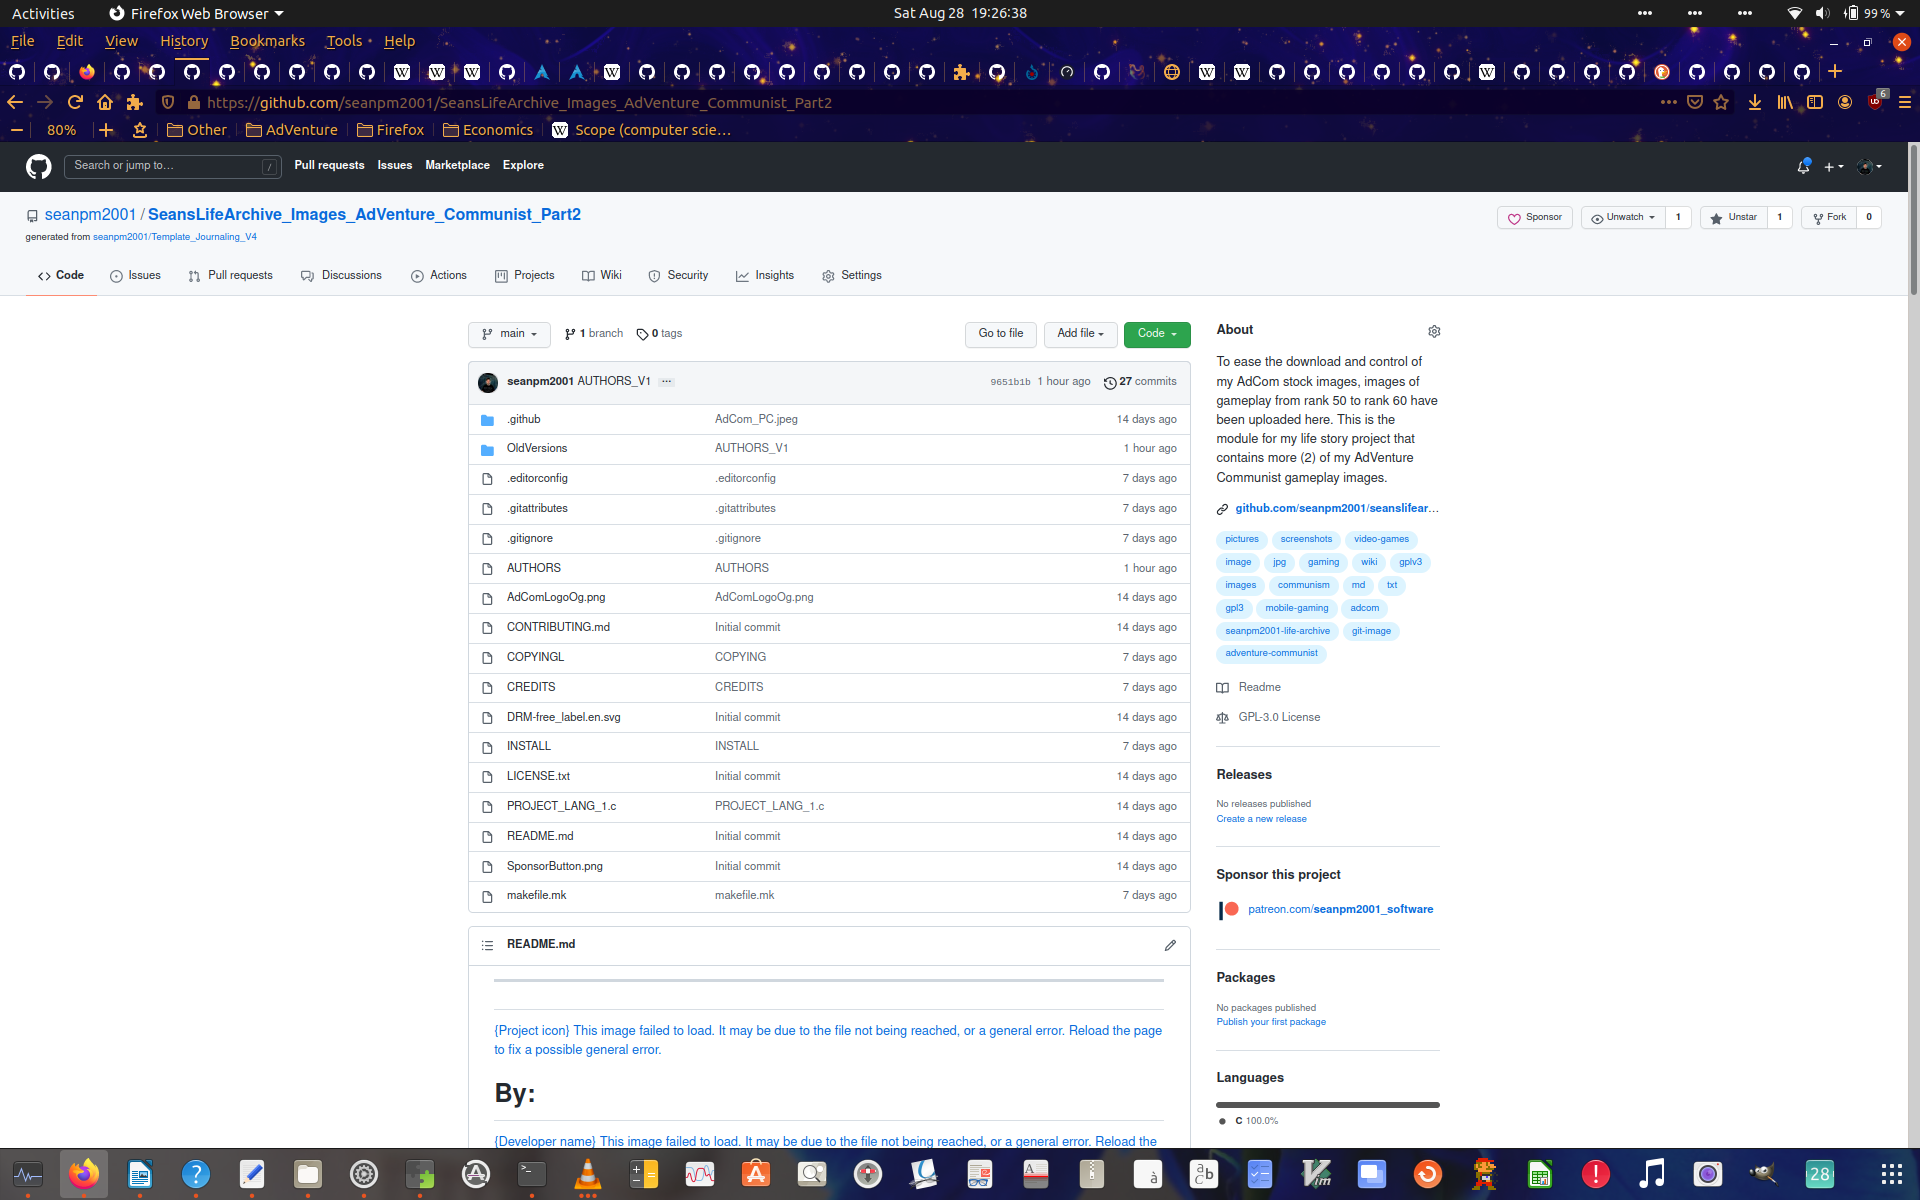 Activities Firefox Web Browser Sat Aug 28 19:26:38 99 %
File Edit View History Bookmarks Tools Help
https://github.com/seanpm2001/SeansLifeArchive_Images_AdVenture_Communist_Part2 6
80% Other AdVenture Firefox Economics Scope (computer scie…
Search or jump to… / Pull requests Issues Marketplace Explore
seanpm2001 / SeansLifeArchive_Images_AdVenture_Communist_Part2 Sponsor Unwatch 1 Unstar 1 Fork 0
generated from seanpm2001/Template_Journaling_V4
Code Issues Pull requests Discussions Actions Projects Wiki Security Insights Settings
main 1 branch 0 tags Go to file Add file Code
seanpm2001 AUTHORS_V1 … 9651b1b 1 hour ago 27 commits
.github AdCom_PC.jpeg 14 days ago
OldVersions AUTHORS_V1 1 hour ago
.editorconfig .editorconfig 7 days ago
.gitattributes .gitattributes 7 days ago
.gitignore .gitignore 7 days ago
AUTHORS AUTHORS 1 hour ago
AdComLogoOg.png AdComLogoOg.png 14 days ago
CONTRIBUTING.md Initial commit 14 days ago
COPYINGL COPYING 7 days ago
CREDITS CREDITS 7 days ago
DRM-free_label.en.svg Initial commit 14 days ago
INSTALL INSTALL 7 days ago
LICENSE.txt Initial commit 14 days ago
PROJECT_LANG_1.c PROJECT_LANG_1.c 14 days ago
README.md Initial commit 14 days ago
SponsorButton.png Initial commit 14 days ago
makefile.mk makefile.mk 7 days ago
README.md
{Project icon} This image failed to load. It may be due to the file not being reached, or a general error. Reload the page
to fix a possible general error.
By:
{Developer name} This image failed to load. It may be due to the file not being reached, or a general error. Reload the
About
To ease the download and control of
my AdCom stock images, images of
gameplay from rank 50 to rank 60 have
been uploaded here. This is the
module for my life story project that
contains more (2) of my AdVenture
Communist gameplay images.
github.com/seanpm2001/seanslifear…
pictures screenshots video-games
image jpg gaming wiki gplv3
images communism md txt
gpl3 mobile-gaming adcom
seanpm2001-life-archive git-image
adventure-communist
Readme
GPL-3.0 License
Releases
No releases published
Create a new release
Sponsor this project
patreon.com/seanpm2001_software
Packages
No packages published
Publish your first package
Languages
C 100.0%
28